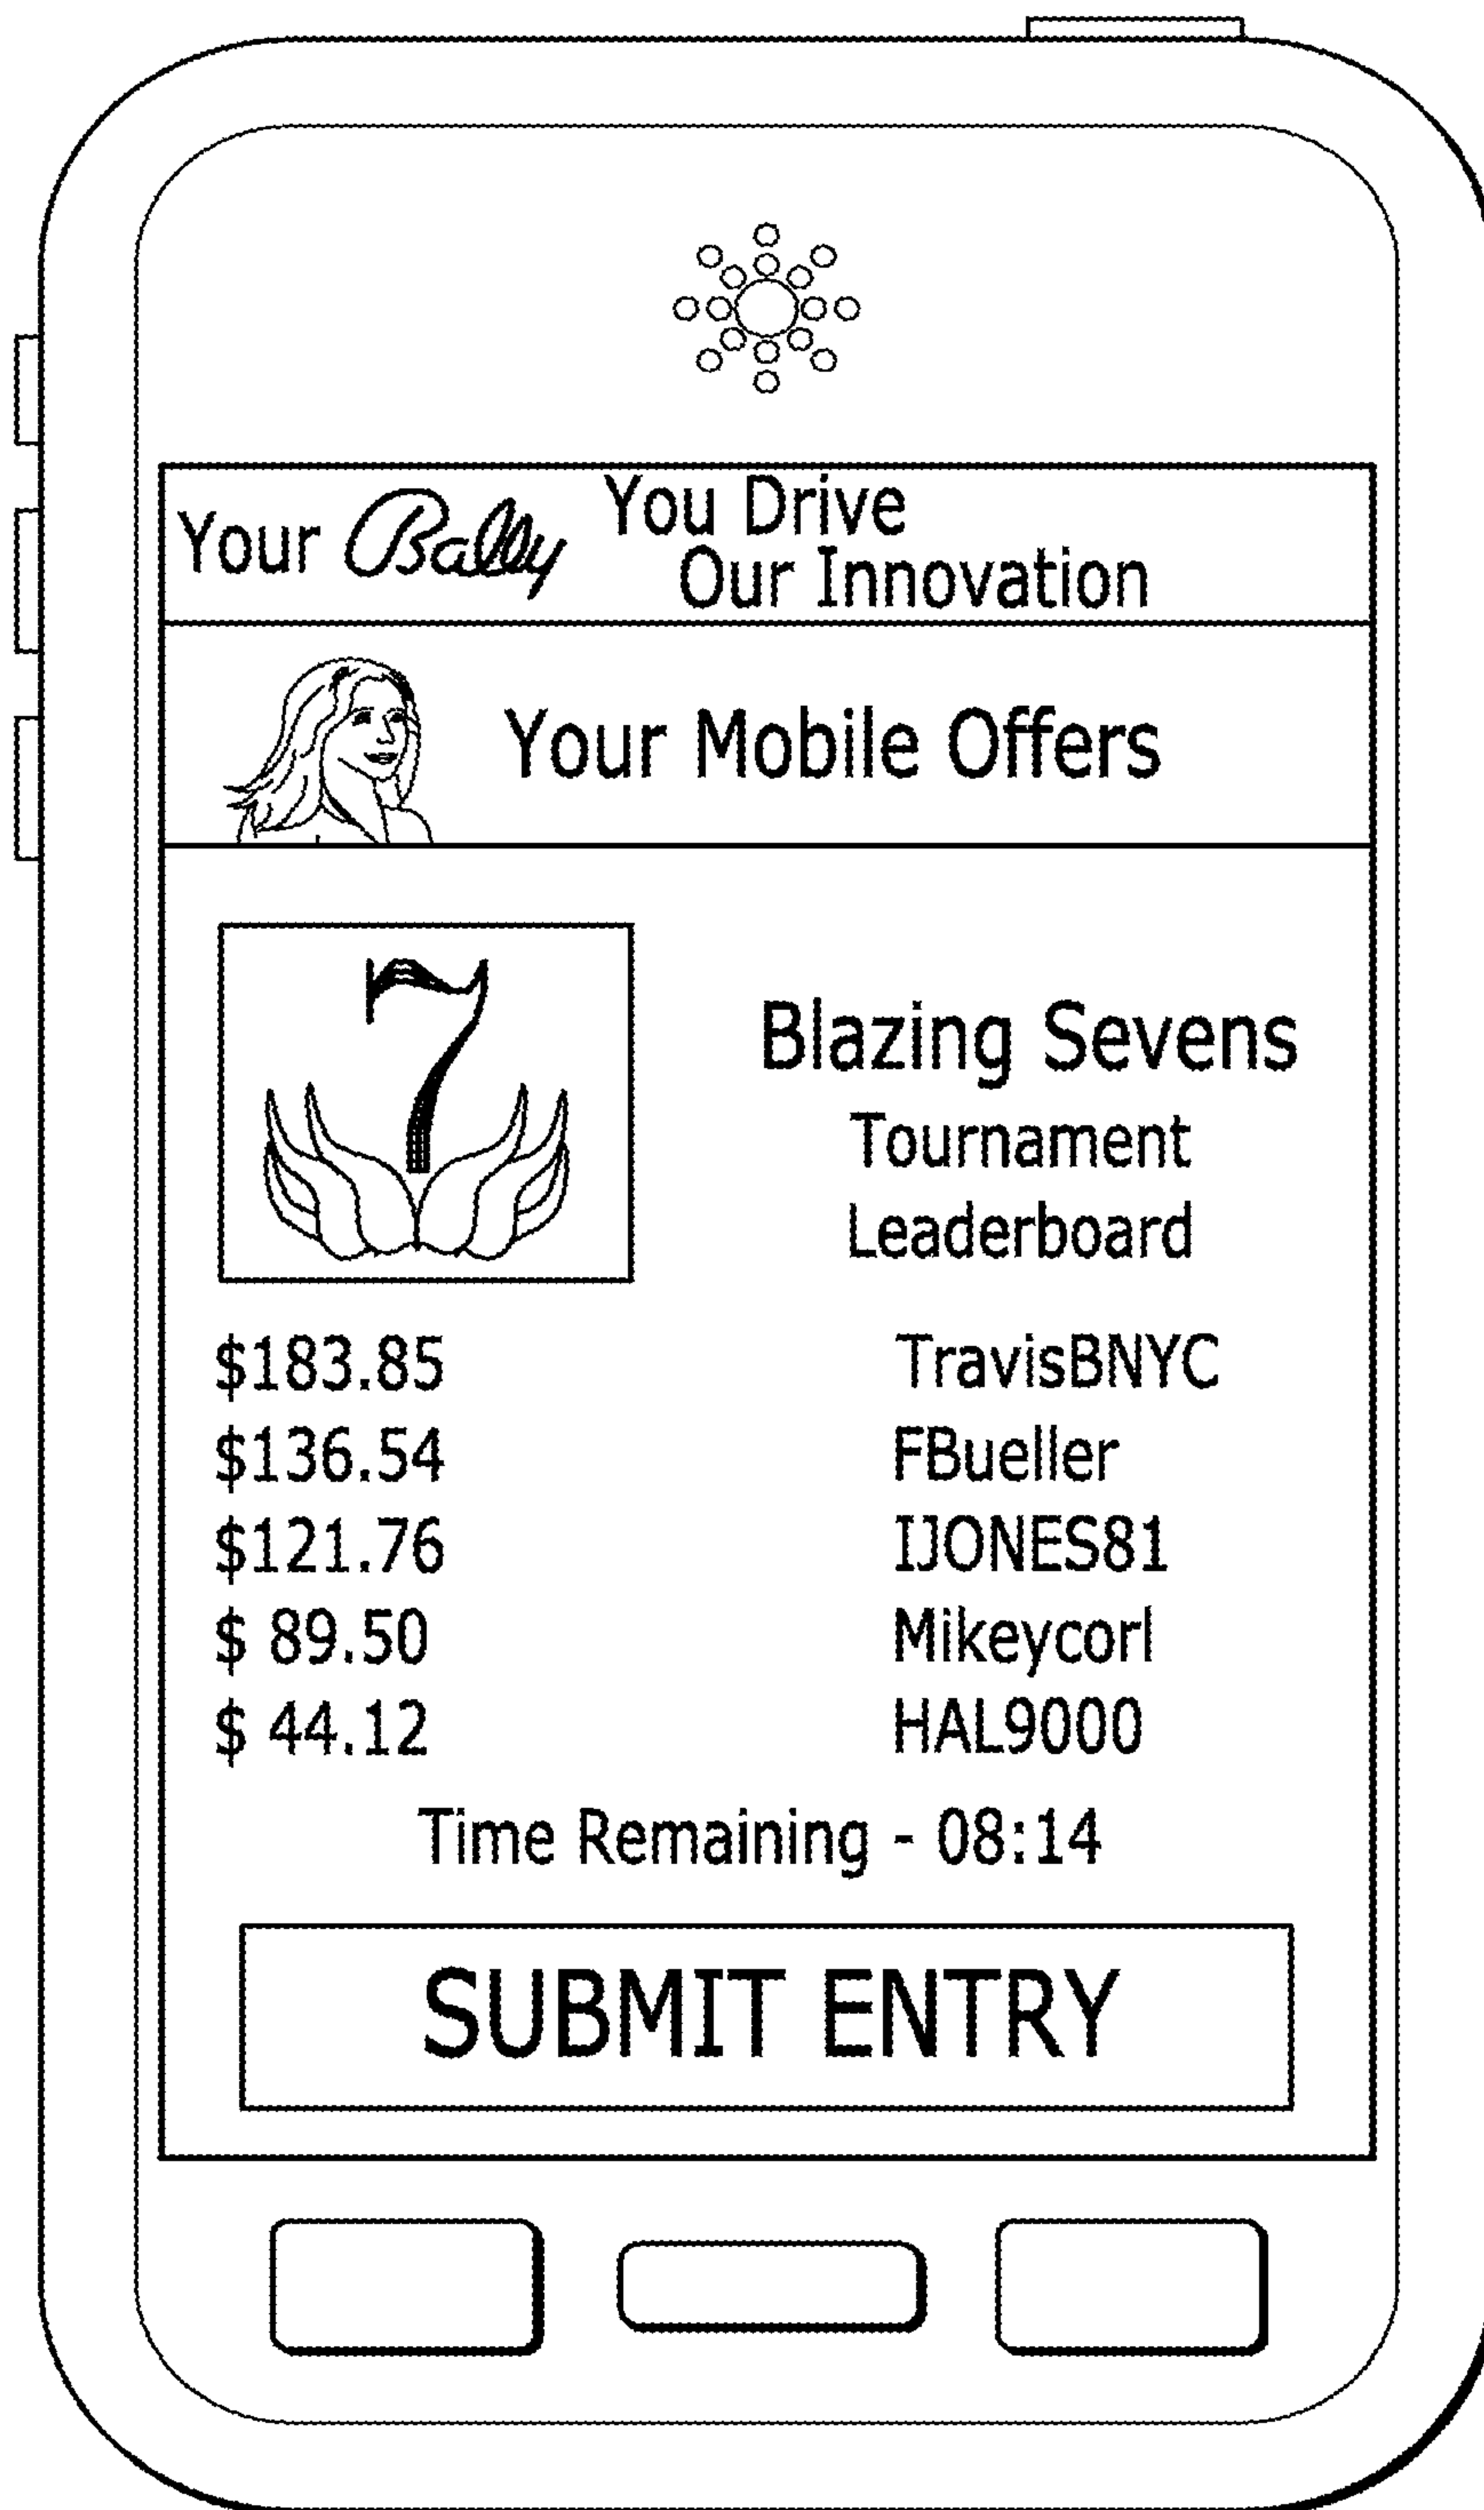 Your Bally You Drive
Our Innovation
Your Mobile Offers
7
Blazing Sevens
Tournament
Leaderboard
$183.85 TravisBNYC
$136.54 FBueller
$121.76 IJONES81
$ 89.50 Mikeycorl
$ 44.12 HAL9000
Time Remaining - 08:14
SUBMIT ENTRY